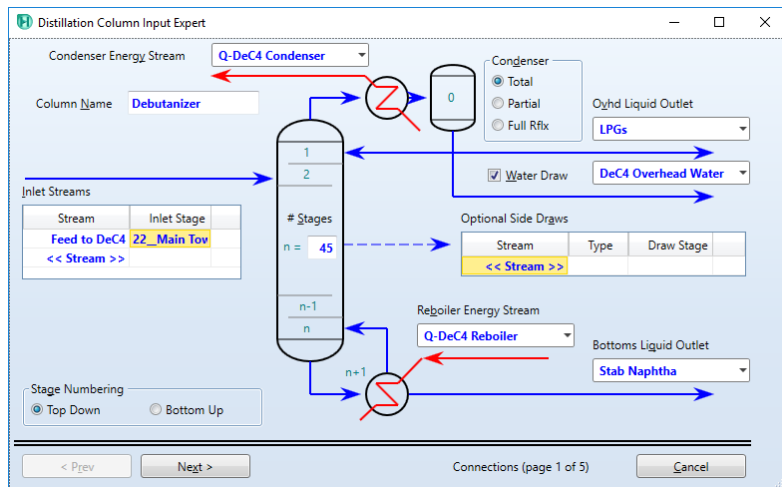 Distillation Column Input Expert
Condenser Energy Stream Q-DeC4 Condenser
Column Name Debutanizer
0
Condenser
Total
Partial
Full Rflx
Ovhd Liquid Outlet
LPGs
Water Draw DeC4 Overhead Water
1
2
Inlet Streams
Stream Inlet Stage
Feed to DeC4 22__Main Tow
<< Stream >>
# Stages
n = 45
Optional Side Draws
Stream Type Draw Stage
<< Stream >>
n-1
n
n+1
Reboiler Energy Stream
Q-DeC4 Reboiler
Bottoms Liquid Outlet
Stab Naphtha
Stage Numbering
Top Down Bottom Up
< Prev Next > Connections (page 1 of 5) Cancel